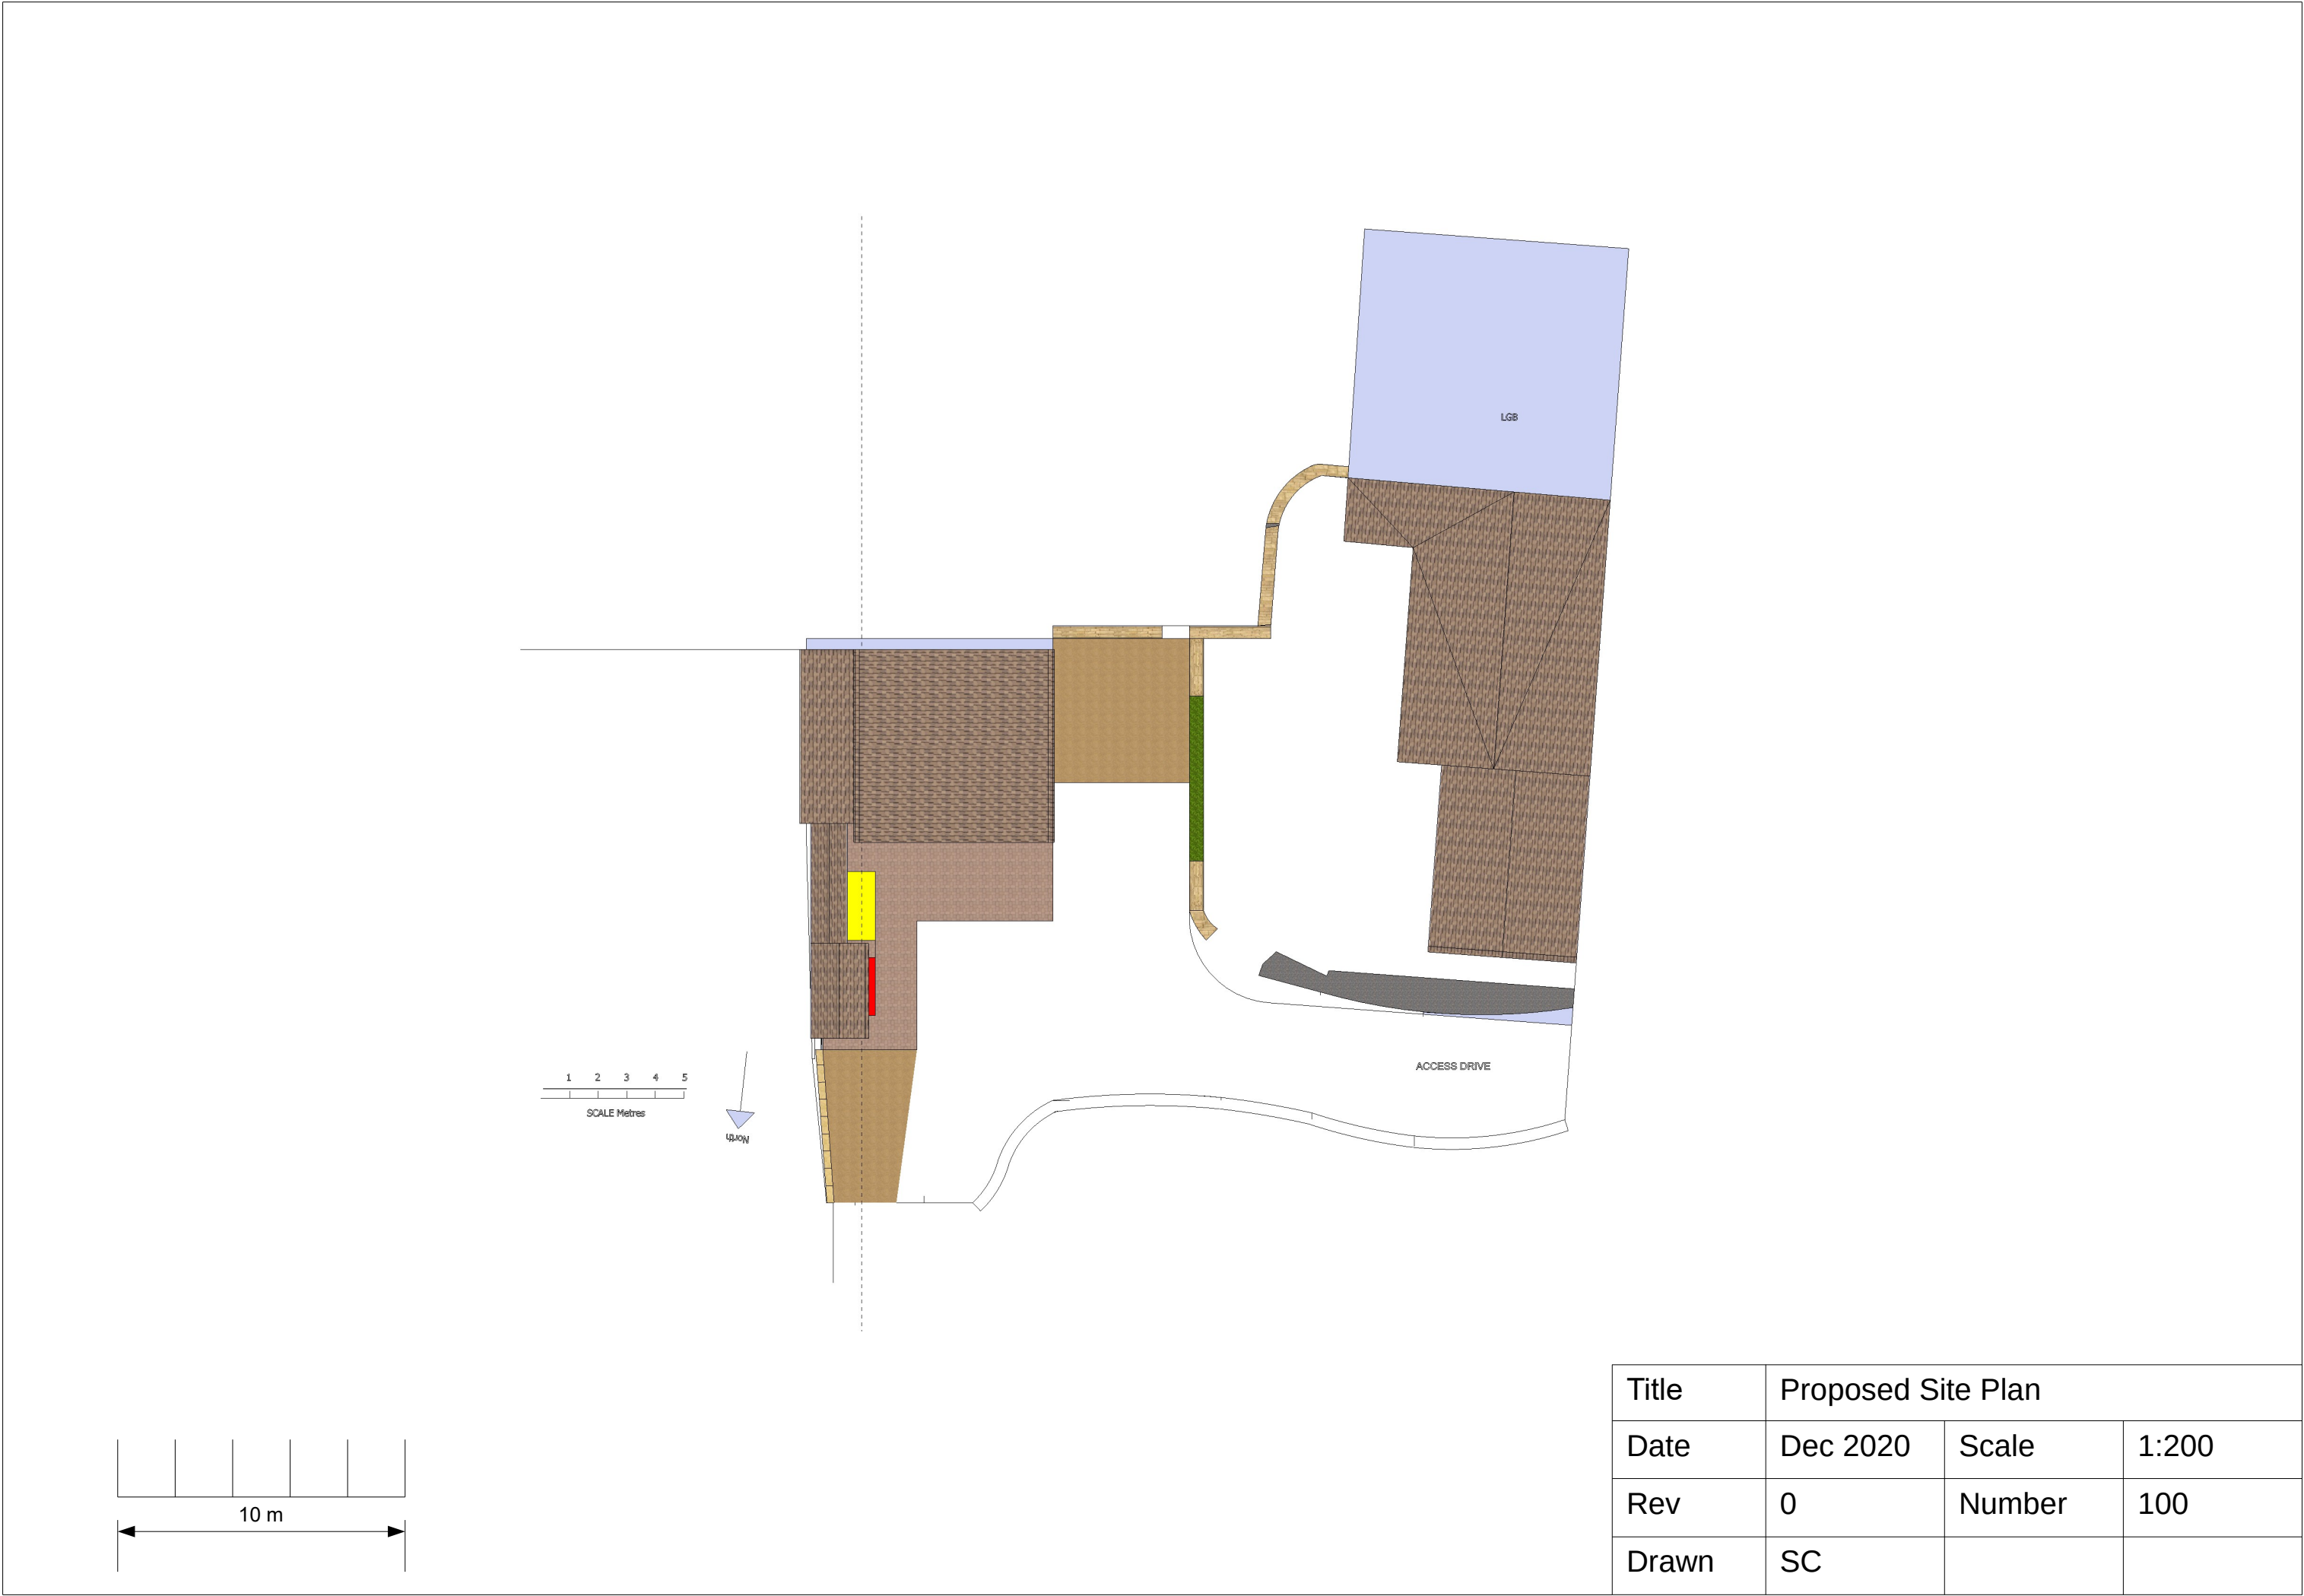 LGB
ACCESS DRIVE
1 2 3 4 5
SCALE Metres
North
10 m
Title Proposed Site Plan
Date Dec 2020 Scale 1:200
Rev 0 Number 100
Drawn SC